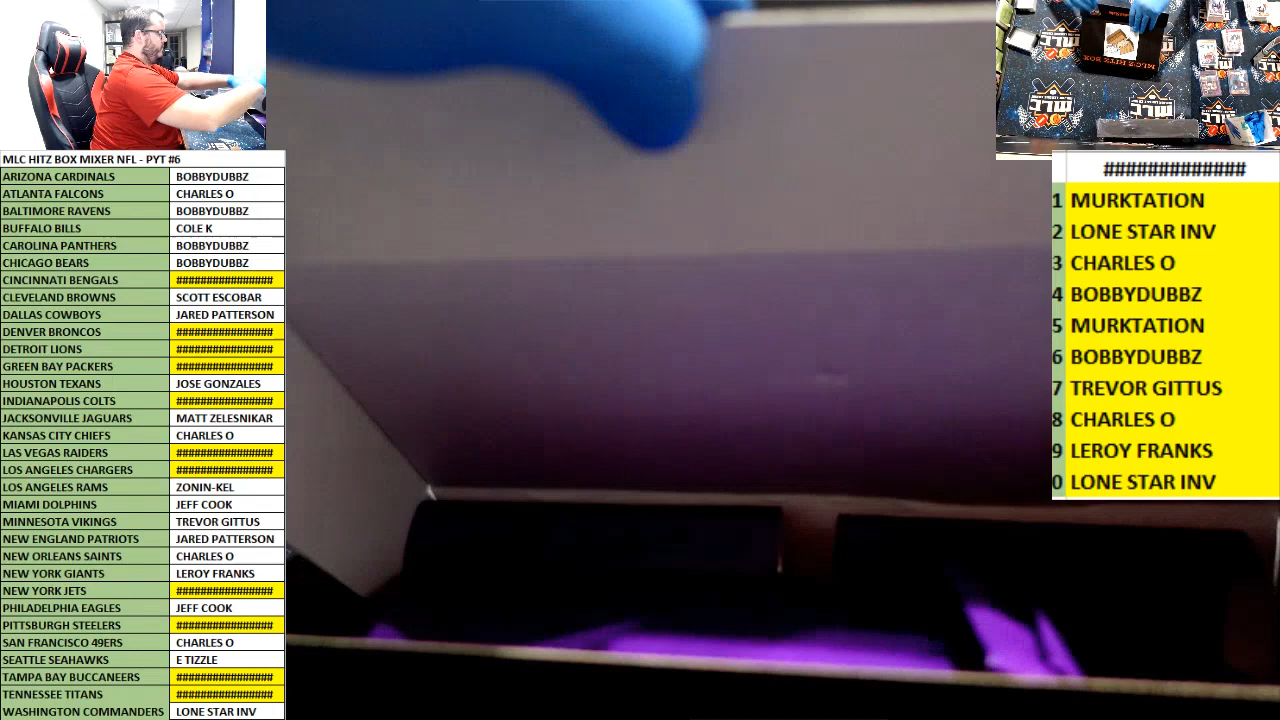 MLC HITZ BOX MIXER NFL - PYT #6
ARIZONA CARDINALS BOBBYDUBBZ
ATLANTA FALCONS CHARLES O
BALTIMORE RAVENS BOBBYDUBBZ
BUFFALO BILLS COLE K
CAROLINA PANTHERS BOBBYDUBBZ
CHICAGO BEARS BOBBYDUBBZ
CINCINNATI BENGALS ################
CLEVELAND BROWNS SCOTT ESCOBAR
DALLAS COWBOYS JARED PATTERSON
DENVER BRONCOS ################
DETROIT LIONS ################
GREEN BAY PACKERS ################
HOUSTON TEXANS JOSE GONZALES
INDIANAPOLIS COLTS ################
JACKSONVILLE JAGUARS MATT ZELESNIKAR
KANSAS CITY CHIEFS CHARLES O
LAS VEGAS RAIDERS ################
LOS ANGELES CHARGERS ################
LOS ANGELES RAMS ZONIN-KEL
MIAMI DOLPHINS JEFF COOK
MINNESOTA VIKINGS TREVOR GITTUS
NEW ENGLAND PATRIOTS JARED PATTERSON
NEW ORLEANS SAINTS CHARLES O
NEW YORK GIANTS LEROY FRANKS
NEW YORK JETS ################
PHILADELPHIA EAGLES JEFF COOK
PITTSBURGH STEELERS ################
SAN FRANCISCO 49ERS CHARLES O
SEATTLE SEAHAWKS E TIZZLE
TAMPA BAY BUCCANEERS ################
TENNESSEE TITANS ################
WASHINGTON COMMANDERS LONE STAR INV
MLC'Z HITZ BOX
MLC
MLC
MLC
MLC
#############
1 MURKTATION
2 LONE STAR INV
3 CHARLES O
4 BOBBYDUBBZ
5 MURKTATION
6 BOBBYDUBBZ
7 TREVOR GITTUS
8 CHARLES O
9 LEROY FRANKS
0 LONE STAR INV